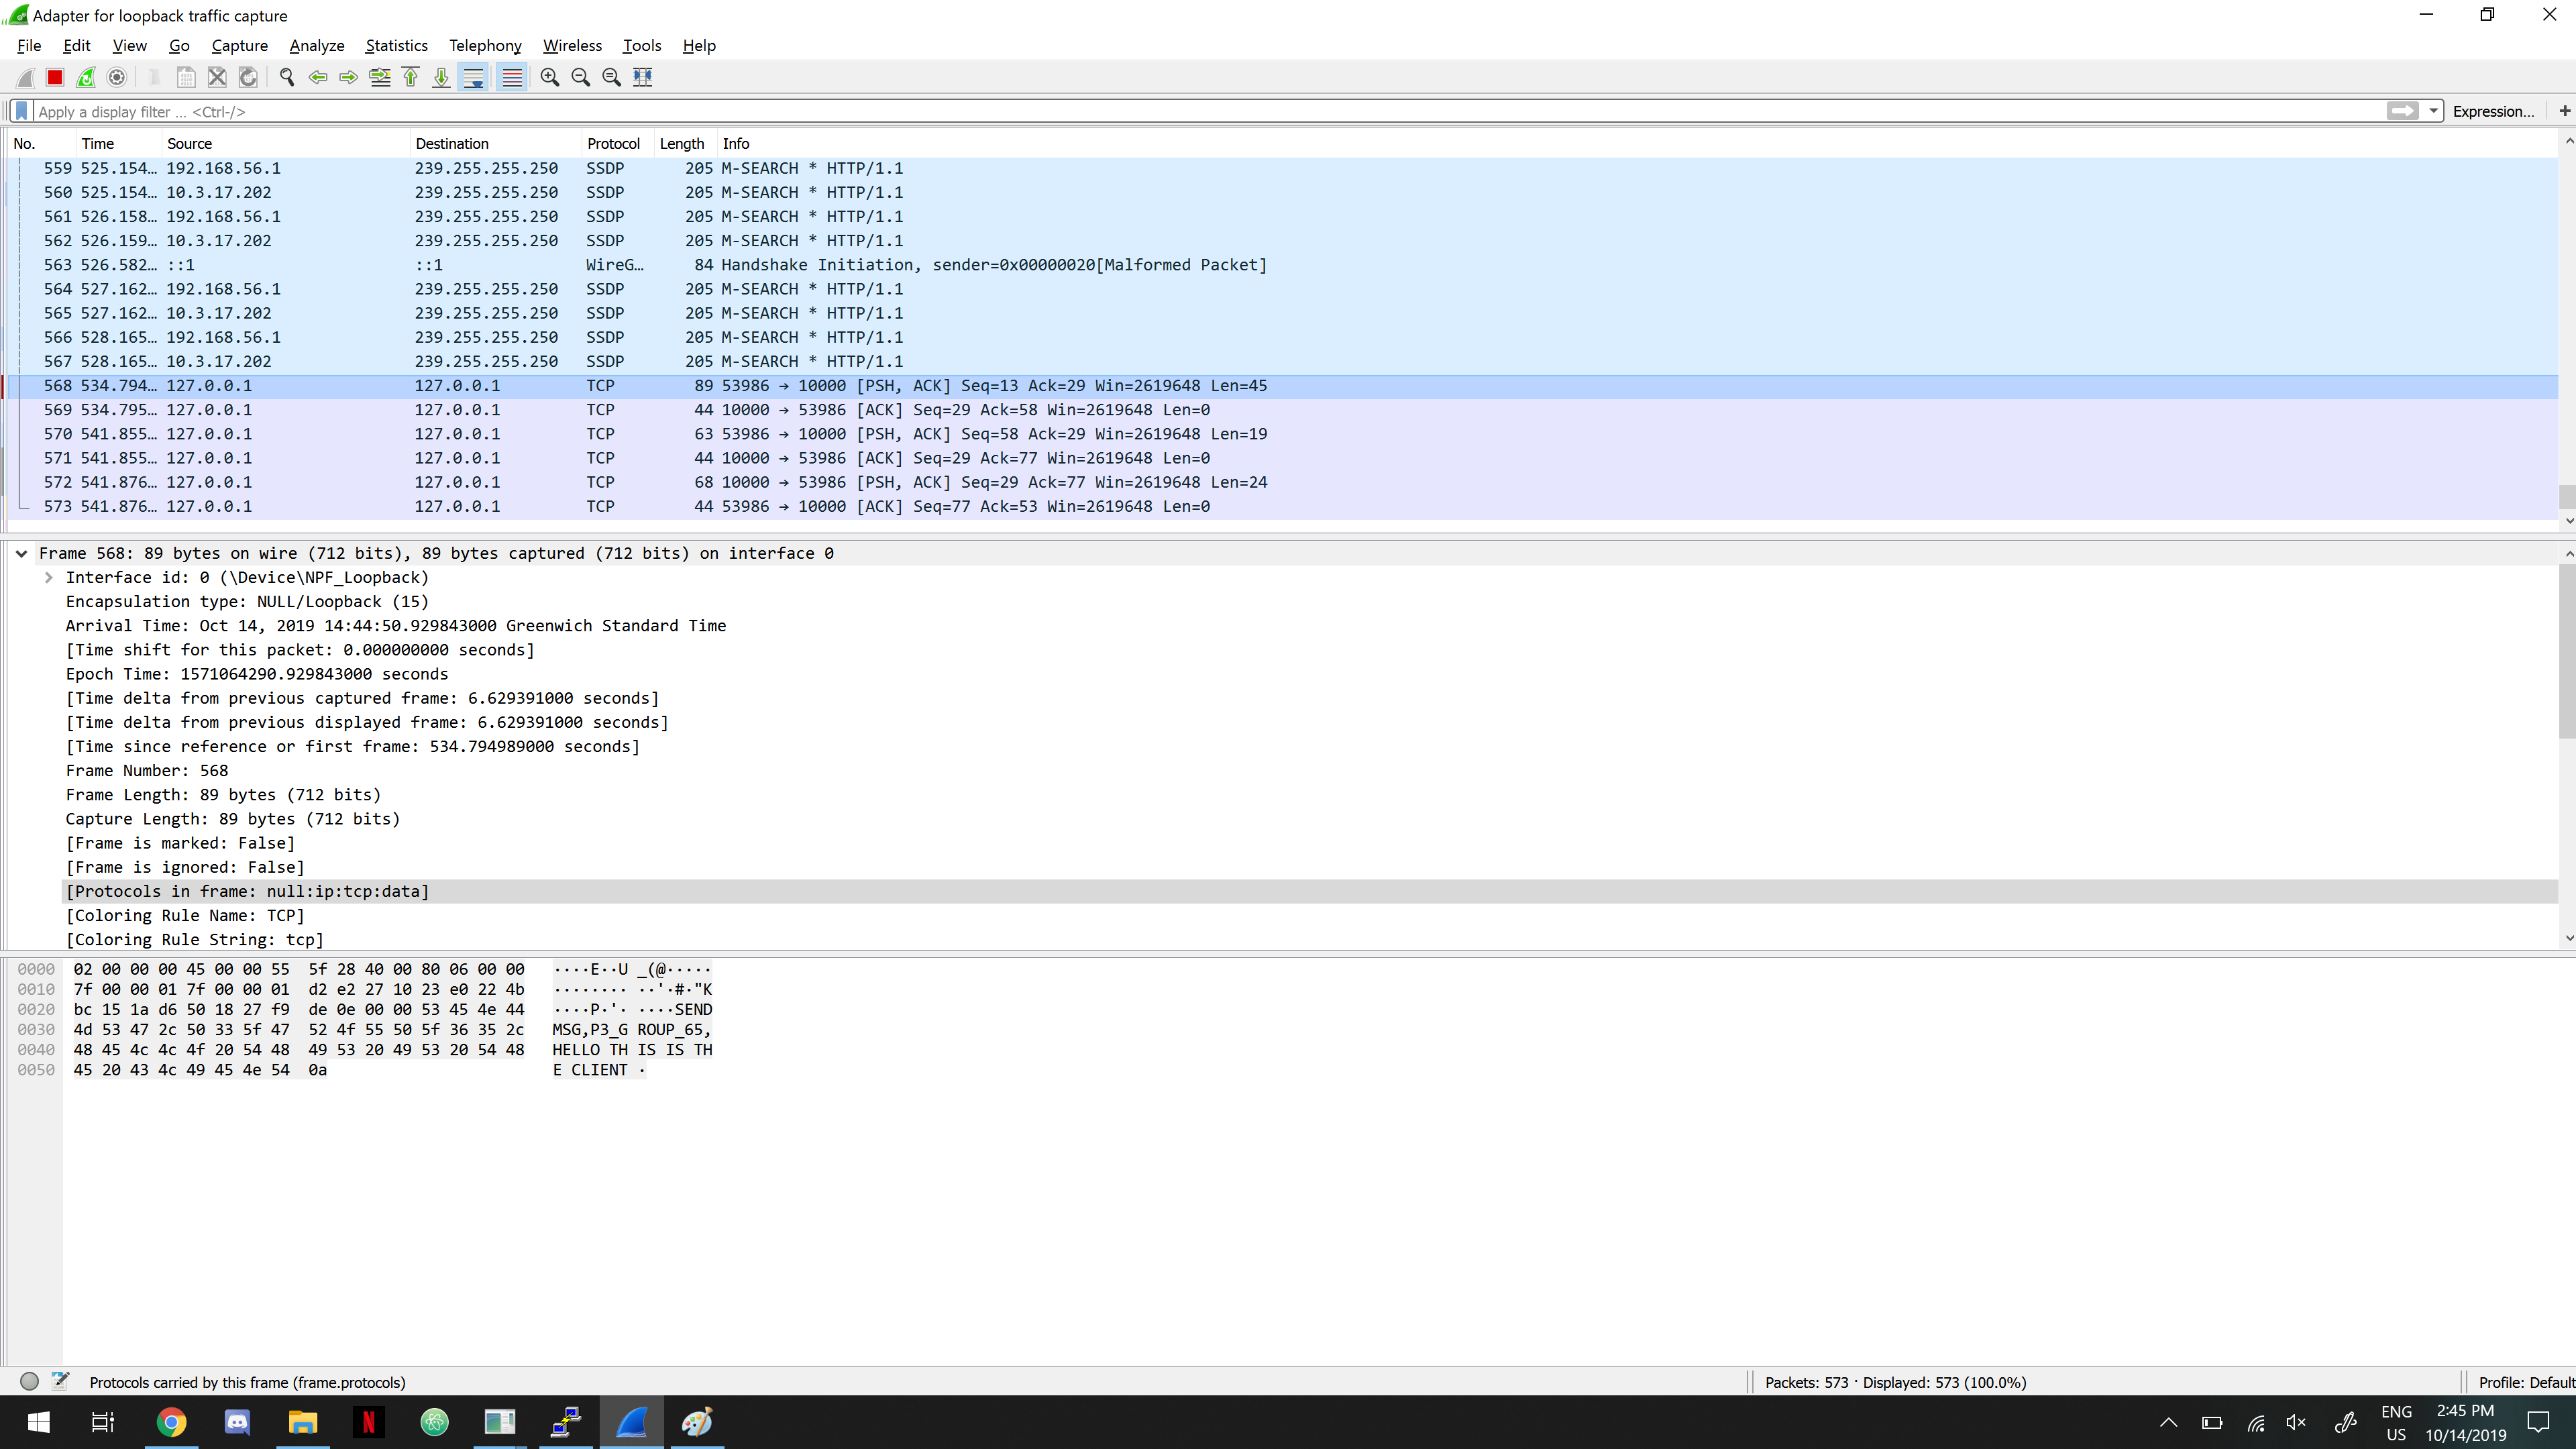 Adapter for loopback traffic capture
File Edit View Go Capture Analyze Statistics Telephony Wireless Tools Help
Apply a display filter ... <Ctrl-/> Expression... +
No. Time Source Destination Protocol Length Info
559 525.154… 192.168.56.1 239.255.255.250 SSDP 205 M-SEARCH * HTTP/1.1
560 525.154… 10.3.17.202 239.255.255.250 SSDP 205 M-SEARCH * HTTP/1.1
561 526.158… 192.168.56.1 239.255.255.250 SSDP 205 M-SEARCH * HTTP/1.1
562 526.159… 10.3.17.202 239.255.255.250 SSDP 205 M-SEARCH * HTTP/1.1
563 526.582… ::1 ::1 WireG… 84 Handshake Initiation, sender=0x00000020[Malformed Packet]
564 527.162… 192.168.56.1 239.255.255.250 SSDP 205 M-SEARCH * HTTP/1.1
565 527.162… 10.3.17.202 239.255.255.250 SSDP 205 M-SEARCH * HTTP/1.1
566 528.165… 192.168.56.1 239.255.255.250 SSDP 205 M-SEARCH * HTTP/1.1
567 528.165… 10.3.17.202 239.255.255.250 SSDP 205 M-SEARCH * HTTP/1.1
568 534.794… 127.0.0.1 127.0.0.1 TCP 89 53986 → 10000 [PSH, ACK] Seq=13 Ack=29 Win=2619648 Len=45
569 534.795… 127.0.0.1 127.0.0.1 TCP 44 10000 → 53986 [ACK] Seq=29 Ack=58 Win=2619648 Len=0
570 541.855… 127.0.0.1 127.0.0.1 TCP 63 53986 → 10000 [PSH, ACK] Seq=58 Ack=29 Win=2619648 Len=19
571 541.855… 127.0.0.1 127.0.0.1 TCP 44 10000 → 53986 [ACK] Seq=29 Ack=77 Win=2619648 Len=0
572 541.876… 127.0.0.1 127.0.0.1 TCP 68 10000 → 53986 [PSH, ACK] Seq=29 Ack=77 Win=2619648 Len=24
573 541.876… 127.0.0.1 127.0.0.1 TCP 44 53986 → 10000 [ACK] Seq=77 Ack=53 Win=2619648 Len=0
Frame 568: 89 bytes on wire (712 bits), 89 bytes captured (712 bits) on interface 0
Interface id: 0 (\Device\NPF_Loopback)
Encapsulation type: NULL/Loopback (15)
Arrival Time: Oct 14, 2019 14:44:50.929843000 Greenwich Standard Time
[Time shift for this packet: 0.000000000 seconds]
Epoch Time: 1571064290.929843000 seconds
[Time delta from previous captured frame: 6.629391000 seconds]
[Time delta from previous displayed frame: 6.629391000 seconds]
[Time since reference or first frame: 534.794989000 seconds]
Frame Number: 568
Frame Length: 89 bytes (712 bits)
Capture Length: 89 bytes (712 bits)
[Frame is marked: False]
[Frame is ignored: False]
[Protocols in frame: null:ip:tcp:data]
[Coloring Rule Name: TCP]
[Coloring Rule String: tcp]
0000 02 00 00 00 45 00 00 55 5f 28 40 00 80 06 00 00 ····E··U _(@·····
0010 7f 00 00 01 7f 00 00 01 d2 e2 27 10 23 e0 22 4b ········ ··'·#·"K
0020 bc 15 1a d6 50 18 27 f9 de 0e 00 00 53 45 4e 44 ····P·'· ····SEND
0030 4d 53 47 2c 50 33 5f 47 52 4f 55 50 5f 36 35 2c MSG,P3_G ROUP_65,
0040 48 45 4c 4c 4f 20 54 48 49 53 20 49 53 20 54 48 HELLO TH IS IS TH
0050 45 20 43 4c 49 45 4e 54 0a E CLIENT ·
Protocols carried by this frame (frame.protocols) Packets: 573 · Displayed: 573 (100.0%) Profile: Default
ENG 2:45 PM
US 10/14/2019